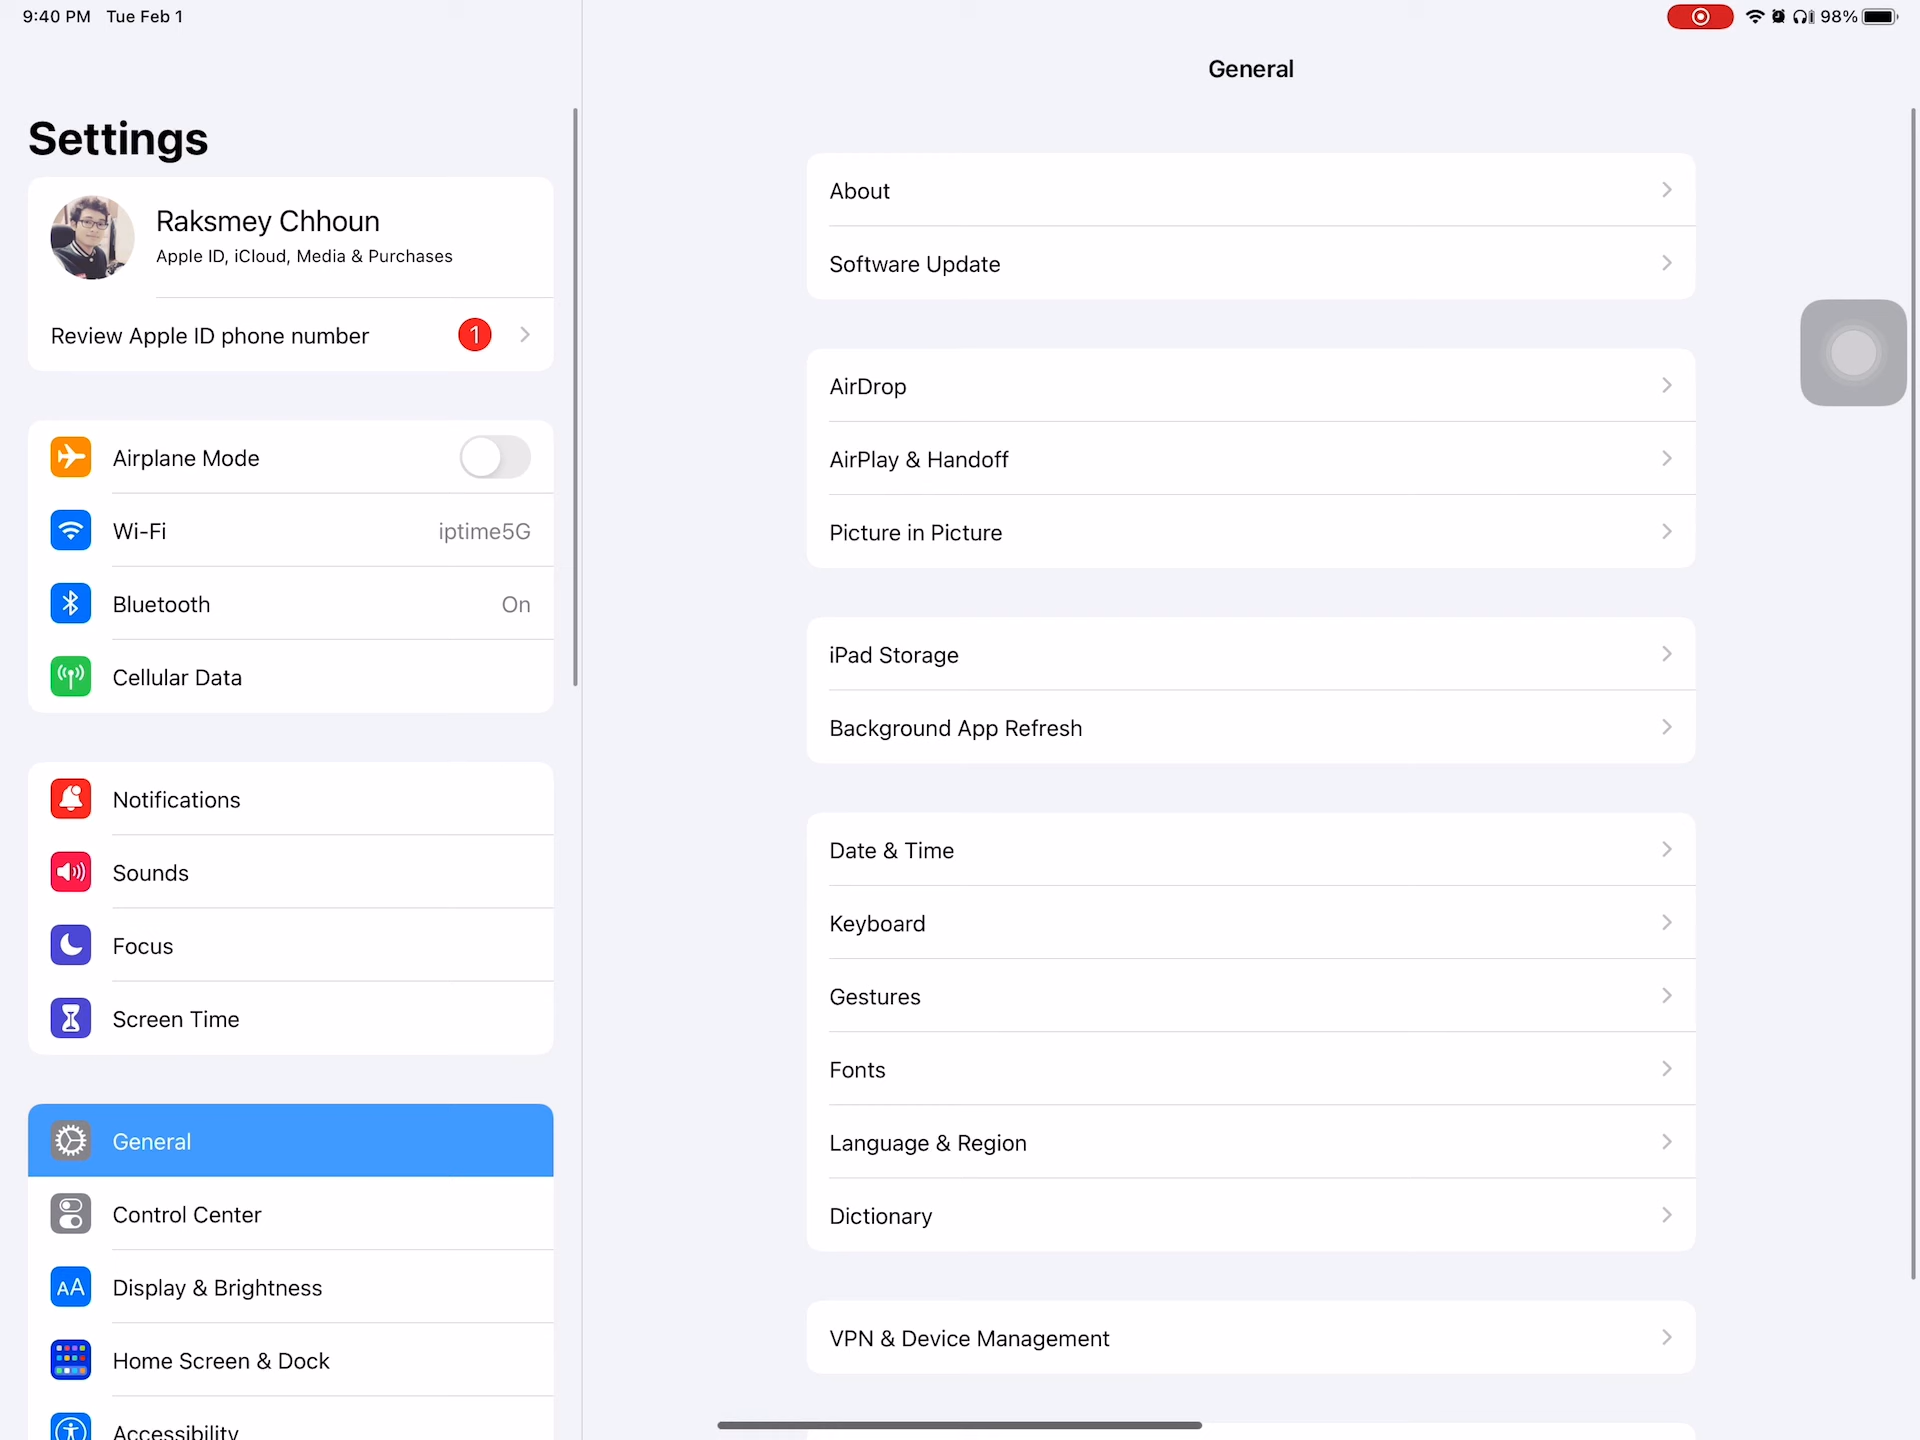 9:40 PM Tue Feb 1
98%
Settings
Raksmey Chhoun
Apple ID, iCloud, Media & Purchases
Review Apple ID phone number 1
Airplane Mode
Wi-Fi iptime5G
Bluetooth On
Cellular Data
Notifications
Sounds
Focus
Screen Time
General
Control Center
AA Display & Brightness
Home Screen & Dock
Accessibility
General
About
Software Update
AirDrop
AirPlay & Handoff
Picture in Picture
iPad Storage
Background App Refresh
Date & Time
Keyboard
Gestures
Fonts
Language & Region
Dictionary
VPN & Device Management